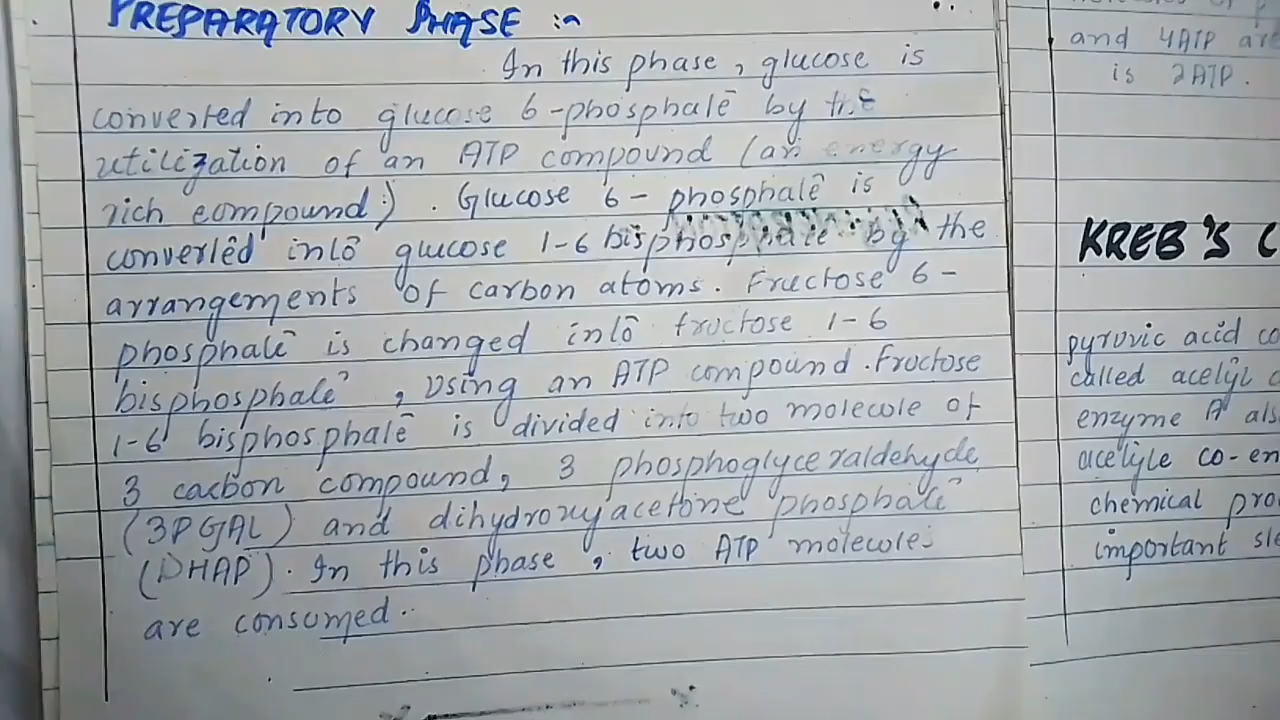 PREPARATORY PHASE :-
In this phase, glucose is
converted into glucose 6-phosphate by the
utilization of an ATP compound (an energy
rich compound). Glucose 6-phosphate is
converted into glucose 1-6 bisphosphate by the
arrangements of carbon atoms. Fructose 6-
phosphate is changed into fructose 1-6
bisphosphate, Using an ATP compound. Fructose
1-6 bisphosphate is divided into two molecule of
3 carbon compound, 3 phosphoglyceraldehyde
(3PGAL) and dihydroxyacetone phosphate
(DHAP). In this phase, two ATP molecules
are consumed.
and 4ATP
is 2ATP.
KREB'S
pyruvic acid
called acetyl
enzyme A
acetyle co-en
chemical
important